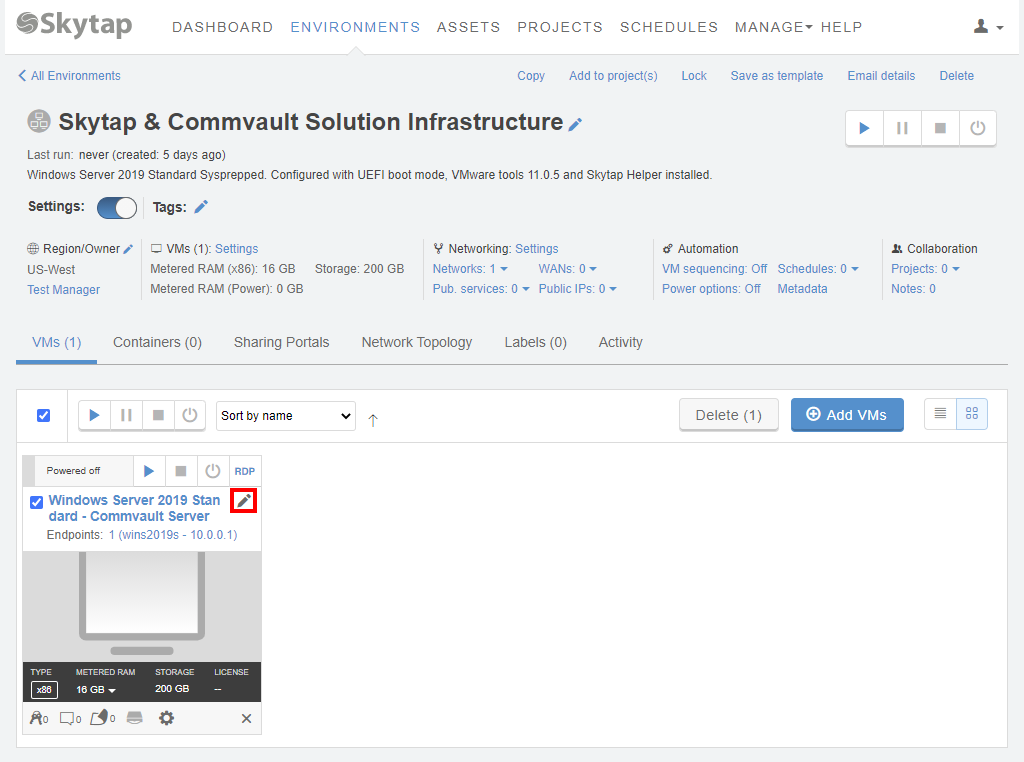 Skytap
DASHBOARD ENVIRONMENTS ASSETS PROJECTS SCHEDULES MANAGE HELP
All Environments
Copy Add to project(s) Lock Save as template Email details Delete
Skytap & Commvault Solution Infrastructure
Last run: never (created: 5 days ago)
Windows Server 2019 Standard Sysprepped. Configured with UEFI boot mode, VMware tools 11.0.5 and Skytap Helper installed.
Settings: Tags:
Region/Owner
US-West
Test Manager
VMs (1): Settings
Metered RAM (x86): 16 GB Storage: 200 GB
Metered RAM (Power): 0 GB
Networking: Settings
Networks: 1 WANs: 0
Pub. services: 0 Public IPs: 0
Automation
VM sequencing: Off Schedules: 0
Power options: Off Metadata
Collaboration
Projects: 0
Notes: 0
VMs (1) Containers (0) Sharing Portals Network Topology Labels (0) Activity
Sort by name Delete (1) Add VMs
Powered off RDP
Windows Server 2019 Stan
dard - Commvault Server
Endpoints: 1 (wins2019s - 10.0.0.1)
TYPE METERED RAM STORAGE LICENSE
x86 16 GB 200 GB --
0 0 0